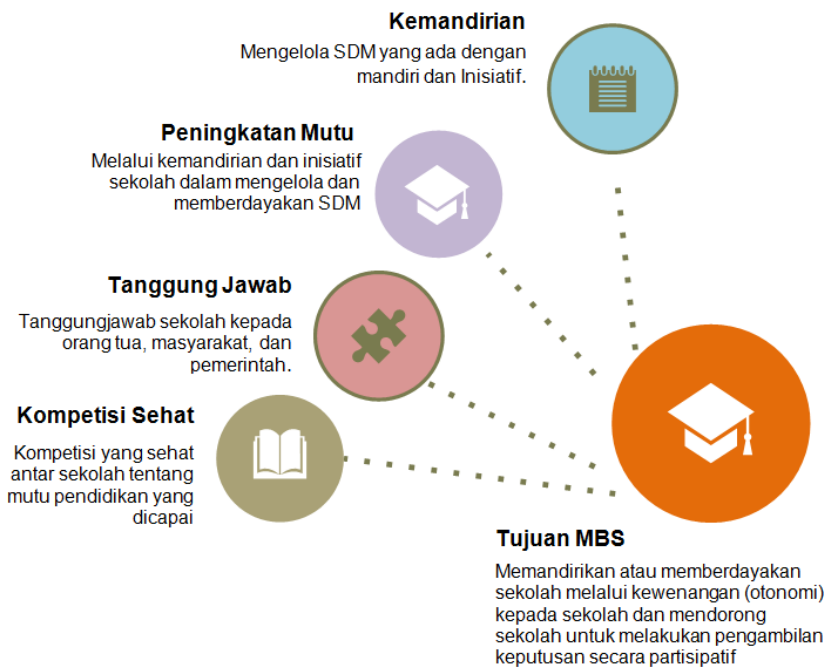 Kemandirian
Mengelola SDM yang ada dengan
mandiri dan Inisiatif.
Peningkatan Mutu
Melalui kemandirian dan inisiatif
sekolah dalam mengelola dan
memberdayakan SDM
Tanggung Jawab
Tanggungjawab sekolah kepada
orang tua, masyarakat, dan
pemerintah.
Kompetisi Sehat
Kompetisi yang sehat
antar sekolah tentang
mutu pendidikan yang
dicapai
Tujuan MBS
Memandirikan atau memberdayakan
sekolah melalui kewenangan (otonomi)
kepada sekolah dan mendorong
sekolah untuk melakukan pengambilan
keputusan secara partisipatif